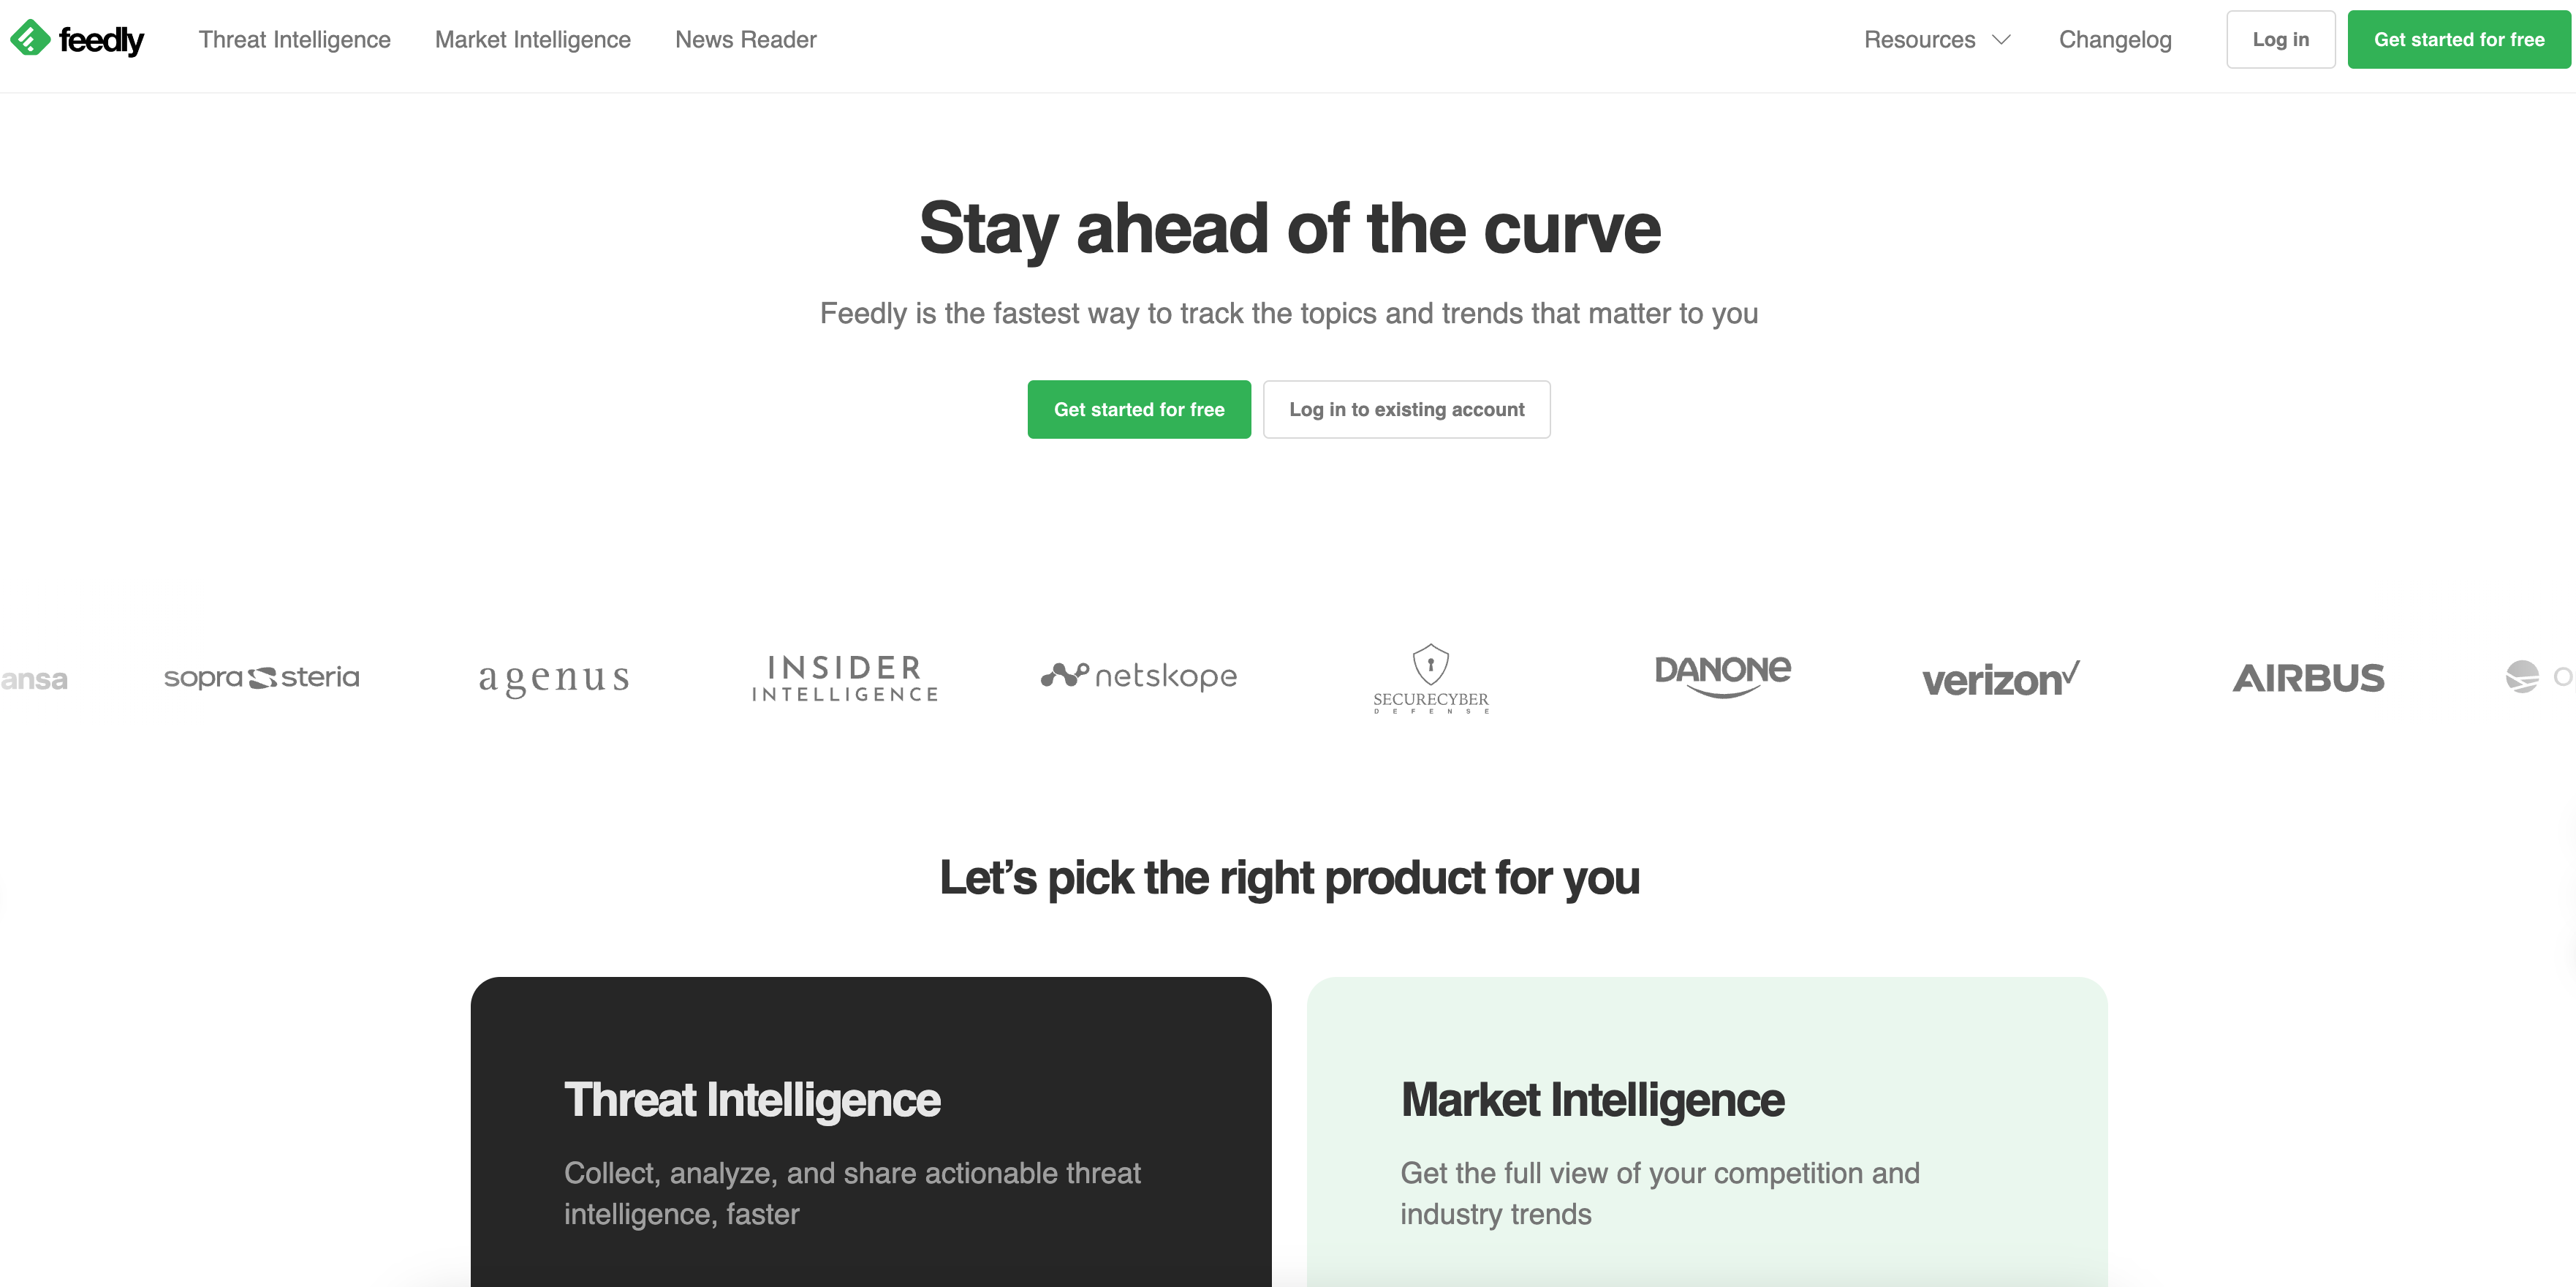 feedly Threat Intelligence Market Intelligence News Reader Resources Changelog Log in Get started for free
Stay ahead of the curve
Feedly is the fastest way to track the topics and trends that matter to you
Get started for free Log in to existing account
ansa sopra steria agenus INSIDER INTELLIGENCE netskope SECURECYBER DEFENSE DANONE verizon AIRBUS O
Let’s pick the right product for you
Threat Intelligence
Collect, analyze, and share actionable threat
intelligence, faster
Market Intelligence
Get the full view of your competition and
industry trends